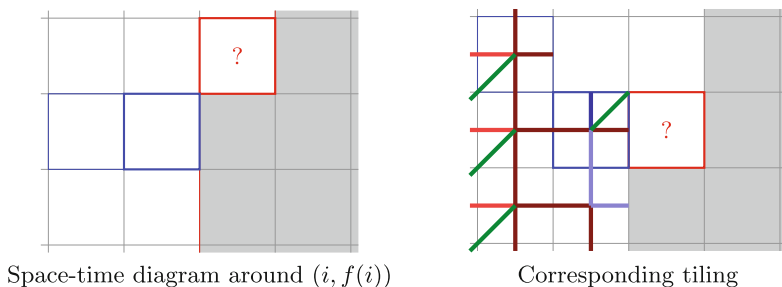 ?
?
Space-time diagram around (i, f(i))
Corresponding tiling